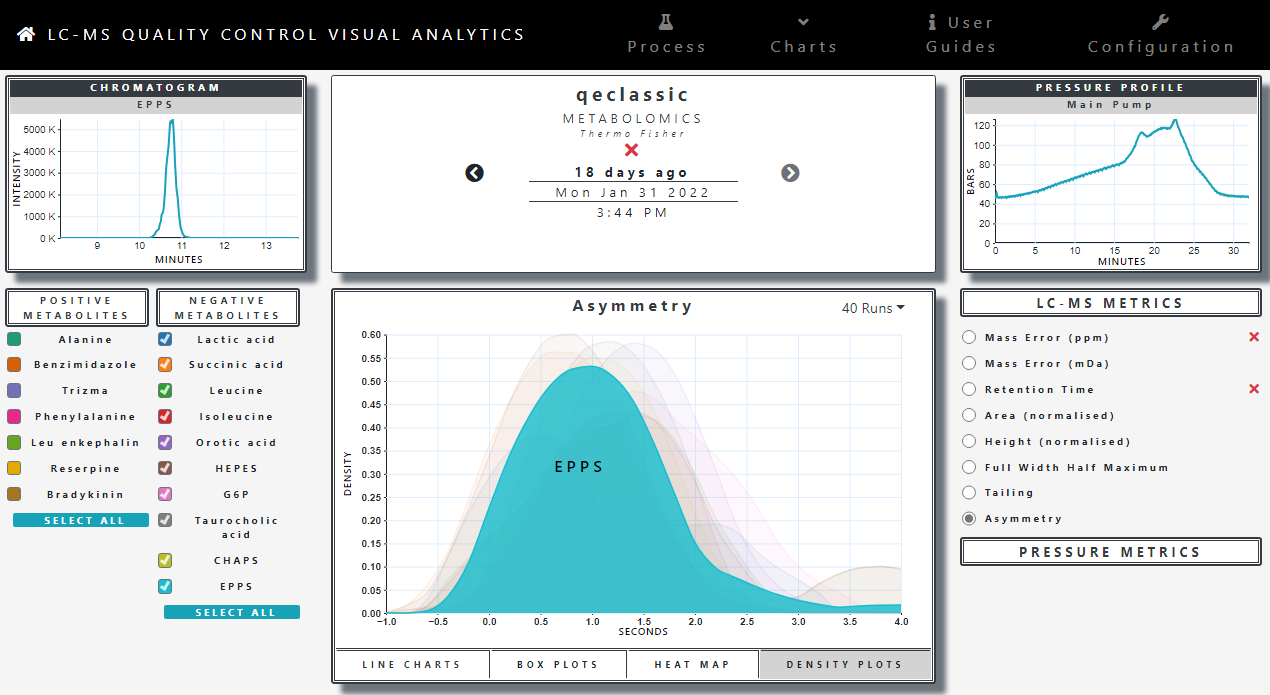 LC-MS QUALITY CONTROL VISUAL ANALYTICS
Process
Charts
User
Guides
Configuration
CHROMATOGRAM
EPPS
5000 K
4000 K
3000 K
2000 K
1000 K
0 K
INTENSITY
9 10 11 12 13
MINUTES
qeclassic
METABOLOMICS
Thermo Fisher
18 days ago
Mon Jan 31 2022
3:44 PM
PRESSURE PROFILE
Main Pump
120
100
80
60
40
20
0
BARS
0 5 10 15 20 25 30
MINUTES
POSITIVE
METABOLITES
Alanine
Benzimidazole
Trizma
Phenylalanine
Leu enkephalin
Reserpine
Bradykinin
SELECT ALL
NEGATIVE
METABOLITES
Lactic acid
Succinic acid
Leucine
Isoleucine
Orotic acid
HEPES
G6P
Taurocholic
acid
CHAPS
EPPS
SELECT ALL
Asymmetry
40 Runs
0.60
0.55
0.50
0.45
0.40
0.35
0.30
0.25
0.20
0.15
0.10
0.05
0.00
DENSITY
EPPS
−1.0 −0.5 0.0 0.5 1.0 1.5 2.0 2.5 3.0 3.5 4.0
SECONDS
LINE CHARTS
BOX PLOTS
HEAT MAP
DENSITY PLOTS
LC-MS METRICS
Mass Error (ppm)
Mass Error (mDa)
Retention Time
Area (normalised)
Height (normalised)
Full Width Half Maximum
Tailing
Asymmetry
PRESSURE METRICS